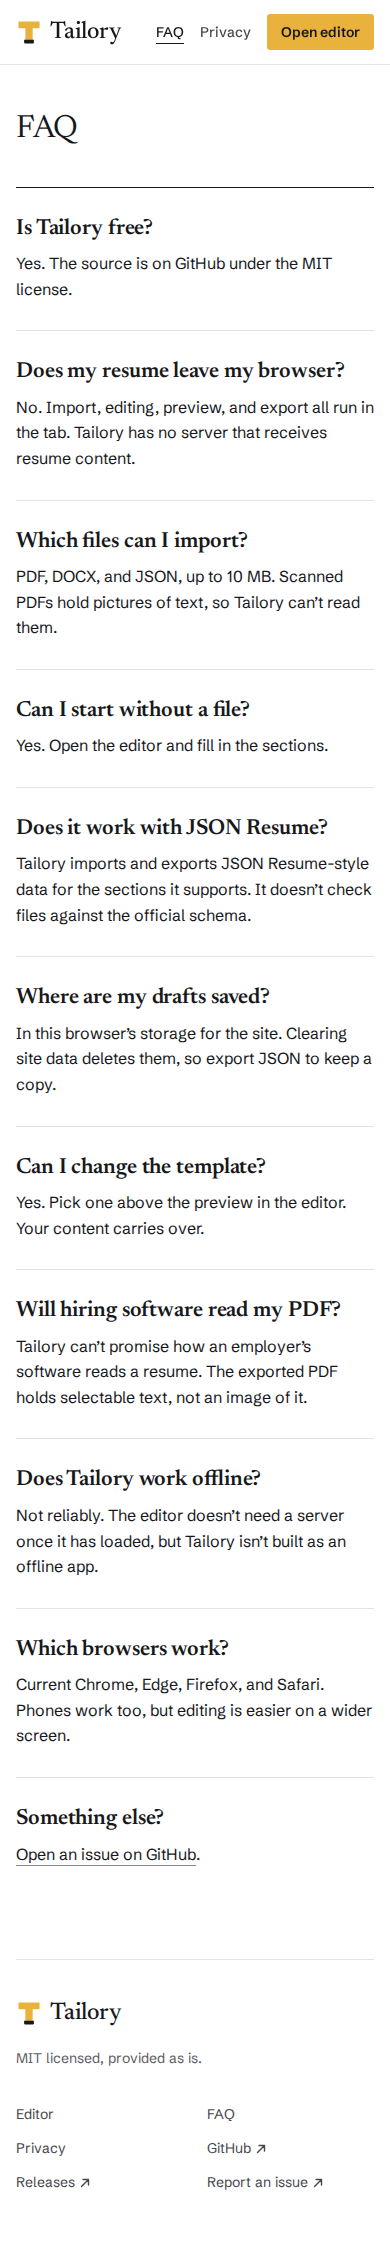 Tailory FAQ Privacy Open editor
FAQ
Is Tailory free?
Yes. The source is on GitHub under the MIT
license.
Does my resume leave my browser?
No. Import, editing, preview, and export all run in
the tab. Tailory has no server that receives
resume content.
Which files can I import?
PDF, DOCX, and JSON, up to 10 MB. Scanned
PDFs hold pictures of text, so Tailory can’t read
them.
Can I start without a file?
Yes. Open the editor and fill in the sections.
Does it work with JSON Resume?
Tailory imports and exports JSON Resume-style
data for the sections it supports. It doesn’t check
files against the official schema.
Where are my drafts saved?
In this browser’s storage for the site. Clearing
site data deletes them, so export JSON to keep a
copy.
Can I change the template?
Yes. Pick one above the preview in the editor.
Your content carries over.
Will hiring software read my PDF?
Tailory can’t promise how an employer’s
software reads a resume. The exported PDF
holds selectable text, not an image of it.
Does Tailory work offline?
Not reliably. The editor doesn’t need a server
once it has loaded, but Tailory isn’t built as an
offline app.
Which browsers work?
Current Chrome, Edge, Firefox, and Safari.
Phones work too, but editing is easier on a wider
screen.
Something else?
Open an issue on GitHub.
Tailory
MIT licensed, provided as is.
Editor FAQ
Privacy GitHub ↗
Releases ↗ Report an issue ↗